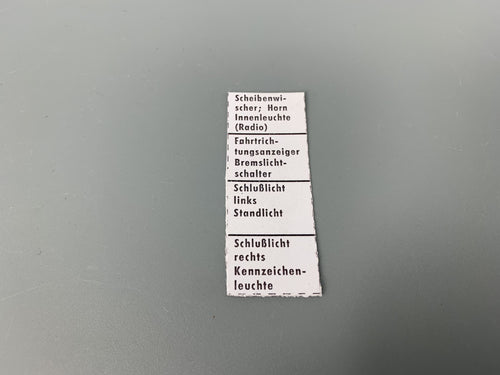 Scheibenwi-
scher; Horn
Innenleuchte
(Radio)
Fahrtrich-
tungsanzeiger
Bremslicht-
schalter
Schlußlicht
links
Standlicht
Schlußlicht
rechts
Kennzeichen-
leuchte